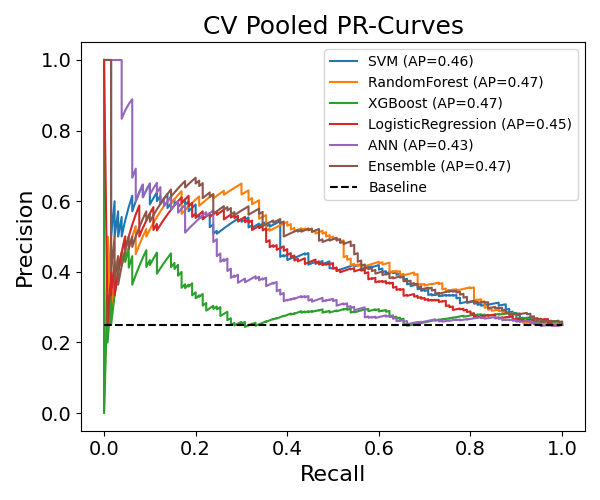 CV Pooled PR-Curves
SVM (AP=0.46)
RandomForest (AP=0.47)
XGBoost (AP=0.47)
LogisticRegression (AP=0.45)
ANN (AP=0.43)
Ensemble (AP=0.47)
Baseline
Precision
1.0
0.8
0.6
0.4
0.2
0.0
0.0 0.2 0.4 0.6 0.8 1.0
Recall